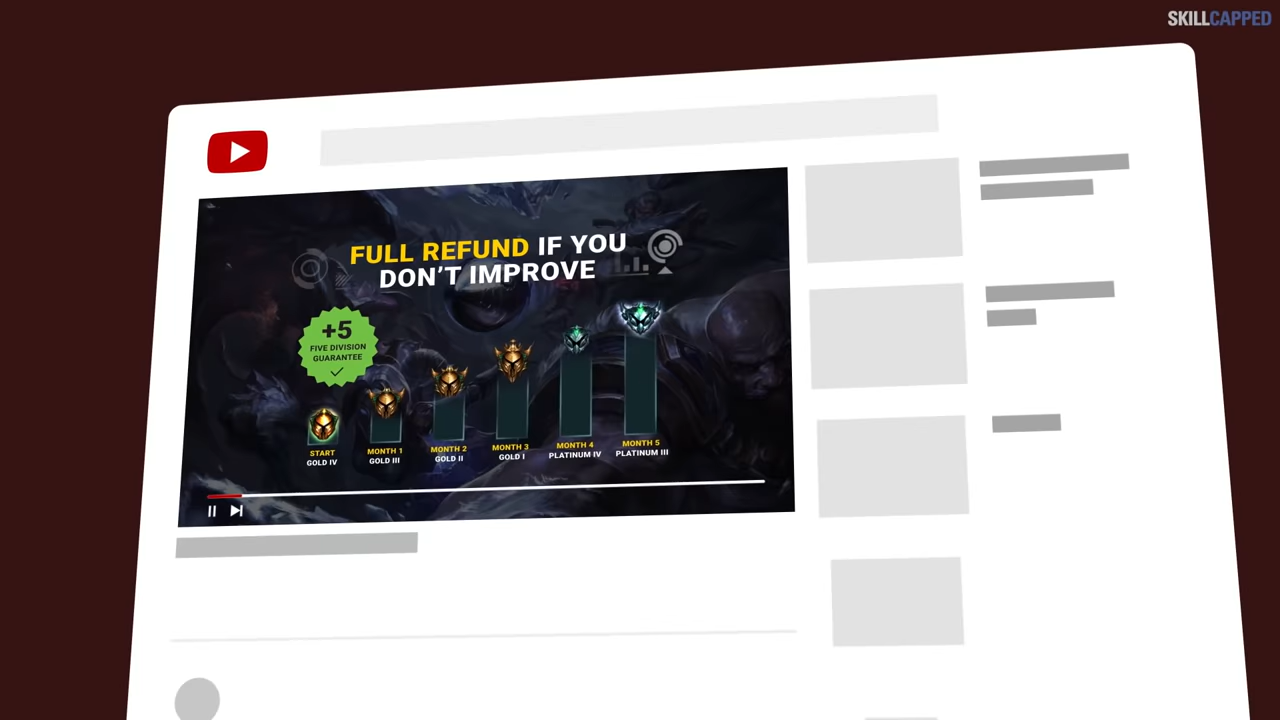 SKILLCAPPED
FULL REFUND IF YOU
DON'T IMPROVE
+5
FIVE DIVISION
GUARANTEE
START
GOLD IV
MONTH 1
GOLD III
MONTH 2
GOLD II
MONTH 3
GOLD I
MONTH 4
PLATINUM IV
MONTH 5
PLATINUM III